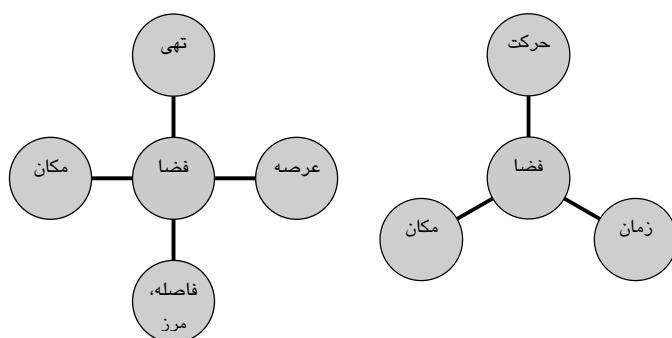 حرکت
فضا
زمان
مکان
تهی
عرصه
فضا
مکان
فاصله،
مرز